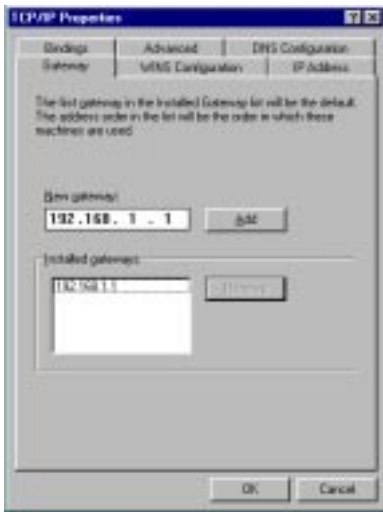 TCP/IP Properties
Bindings Advanced DNS Configuration
Gateway WINS Configuration IP Address
The first gateway in the Installed Gateway list will be the default.
The address order in the list will be the order in which these
machines are used.
New gateway:
192.168. 1 . 1 Add
Installed gateways:
192.168.1.1 Remove
OK Cancel